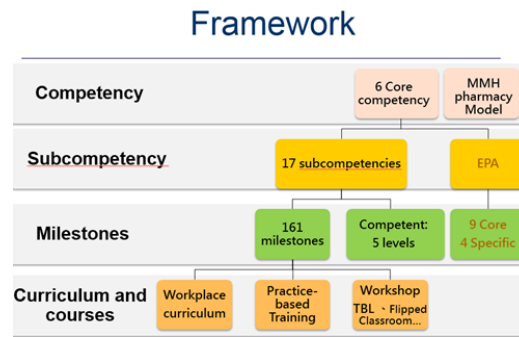 Framework
Competency
6 Core
competency
MMH
pharmacy
Model
Subcompetency
17 subcompetencies
EPA
Milestones
161
milestones
Competent:
5 levels
9 Core
4 Specific
Curriculum and
courses
Workplace
curriculum
Practice-
based
Training
Workshop
TBL、Flipped
Classroom...